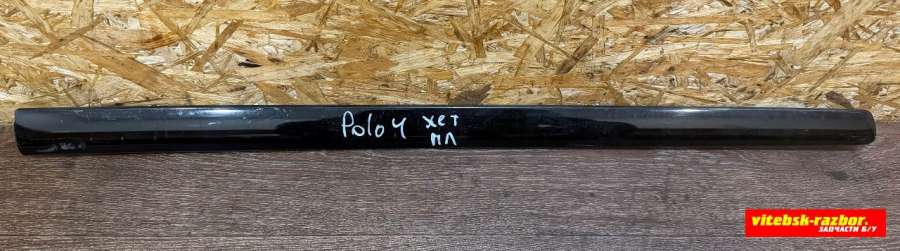 Polo 4 хет
пл
vitebsk-razbor.
ЗАПЧАСТИ Б/У